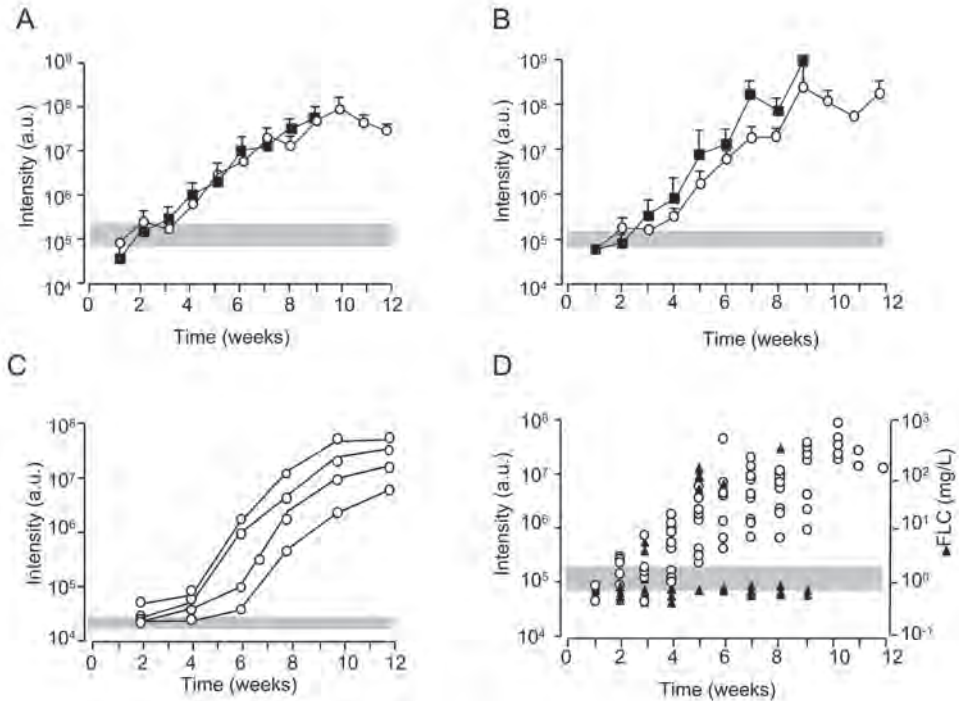 A
Intensity (a.u.)
10⁹
10⁸
10⁷
10⁶
10⁵
10⁴
0 2 4 6 8 10 12
Time (weeks)
B
Intensity (a.u.)
10⁹
10⁸
10⁷
10⁶
10⁵
10⁴
0 2 4 6 8 10 12
Time (weeks)
C
Intensity (a.u.)
10⁸
10⁷
10⁶
10⁵
10⁴
0 2 4 6 8 10 12
Time (weeks)
D
Intensity (a.u.)
10⁸
10⁷
10⁶
10⁵
10⁴
0 2 4 6 8 10 12
Time (weeks)
10³
10²
10¹
10⁰
10⁻¹
▲FLC (mg/L)